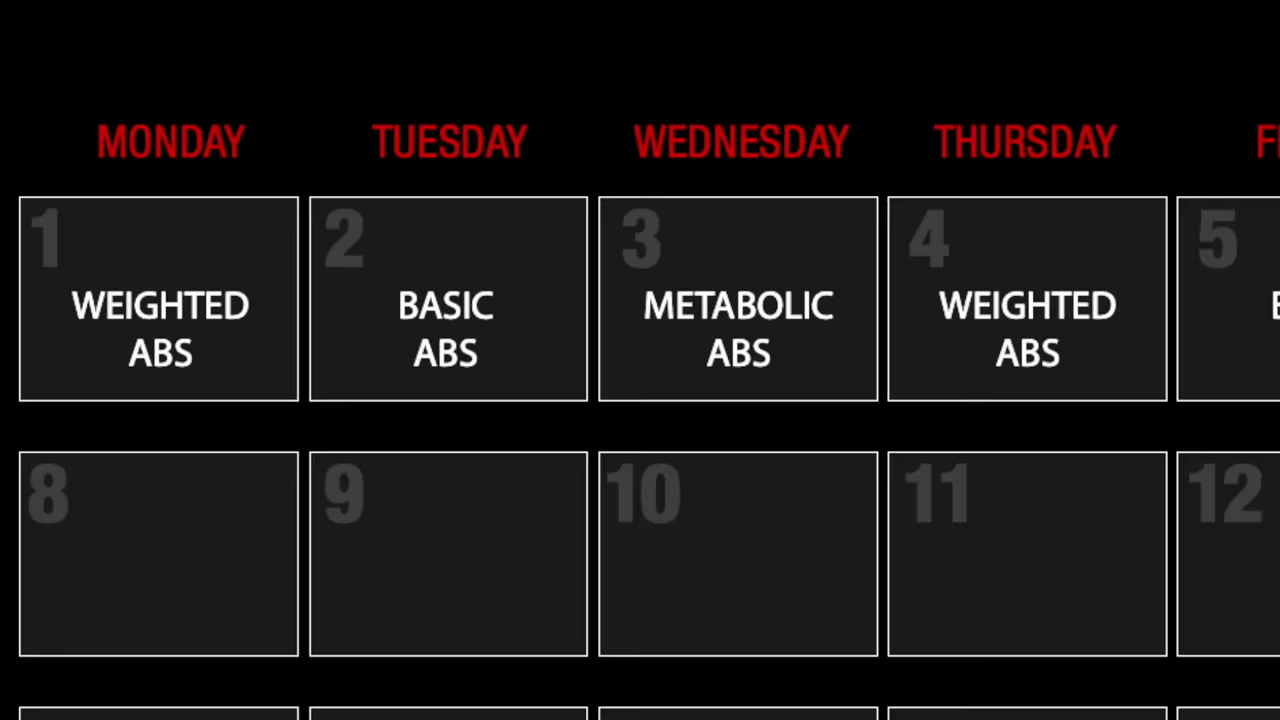 MONDAY TUESDAY WEDNESDAY THURSDAY
1 2 3 4 5
WEIGHTED BASIC METABOLIC WEIGHTED
ABS ABS ABS ABS
8 9 10 11 12